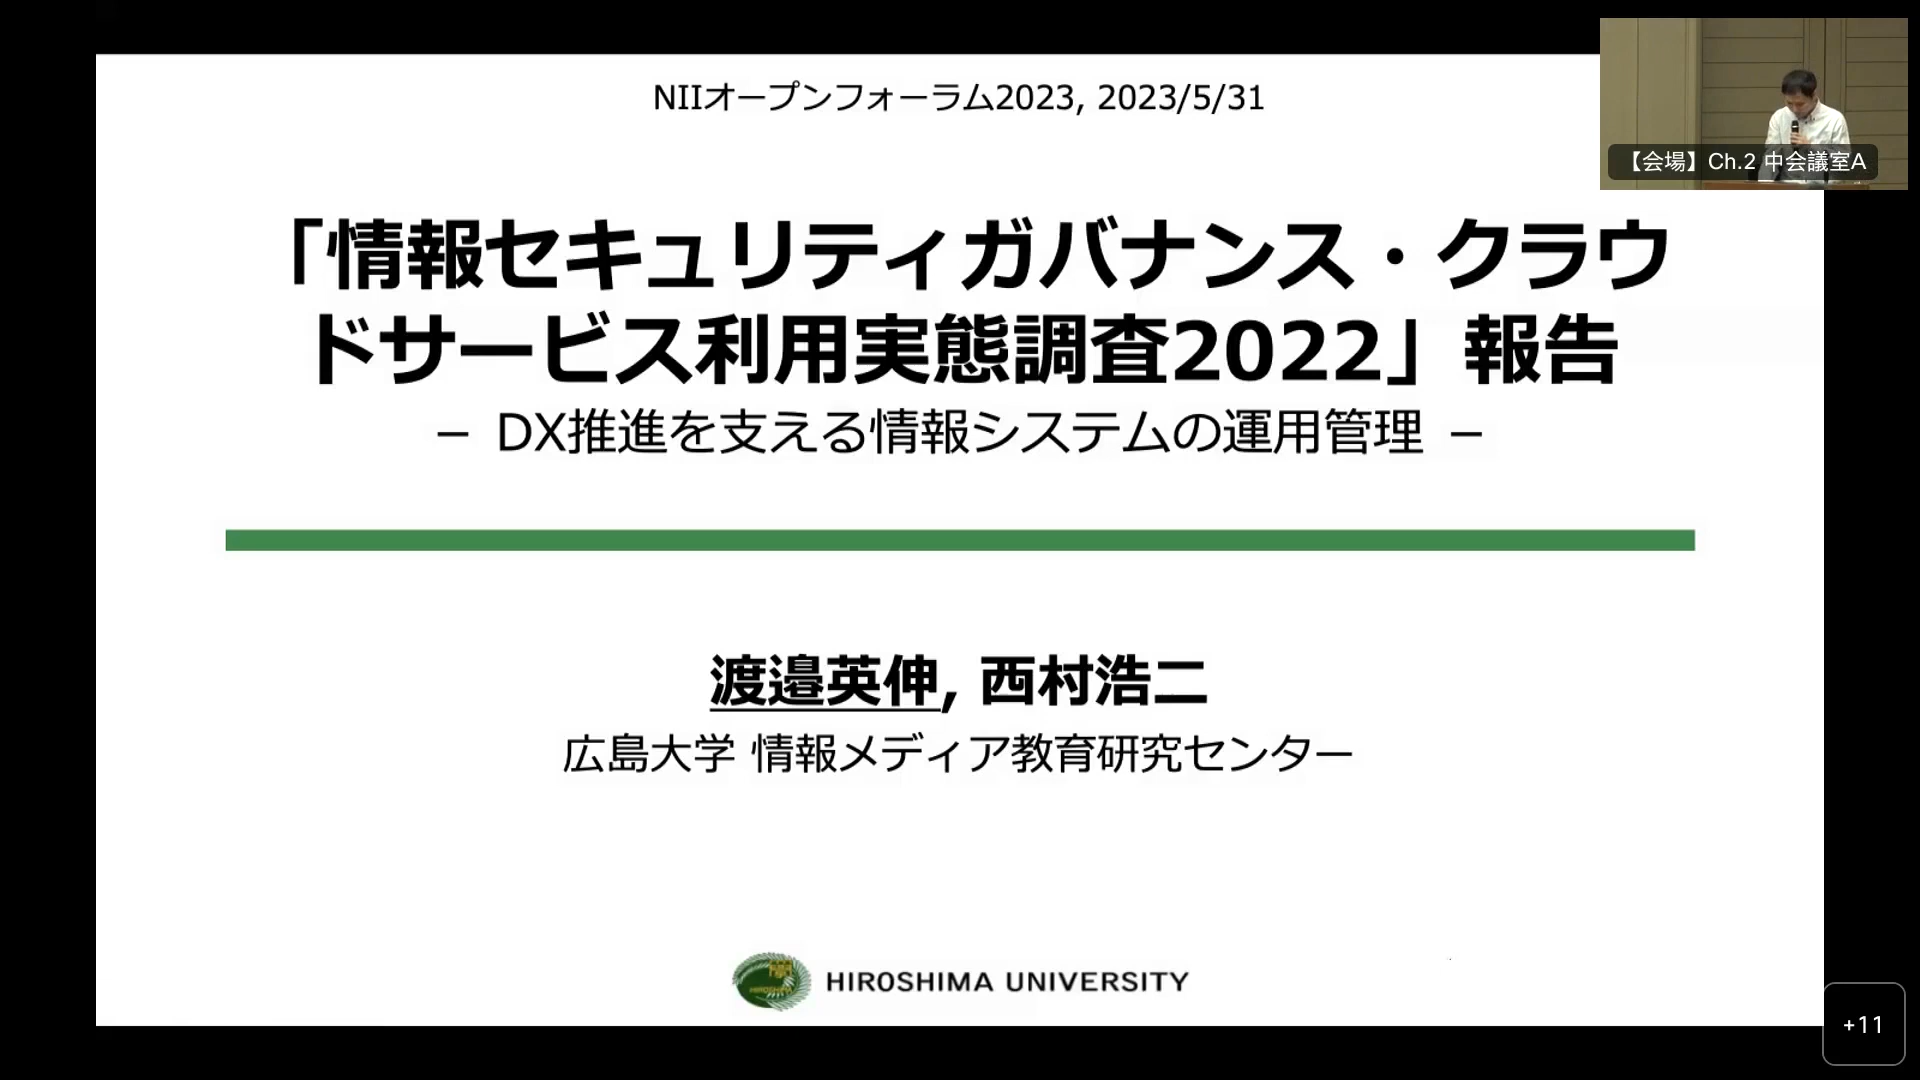 NIIオープンフォーラム2023, 2023/5/31
【会場】Ch.2 中会議室A
「情報セキュリティガバナンス・クラウ
ドサービス利用実態調査2022」報告
− DX推進を支える情報システムの運用管理 −
渡邉英伸, 西村浩二
広島大学 情報メディア教育研究センター
HIROSHIMA UNIVERSITY
+11